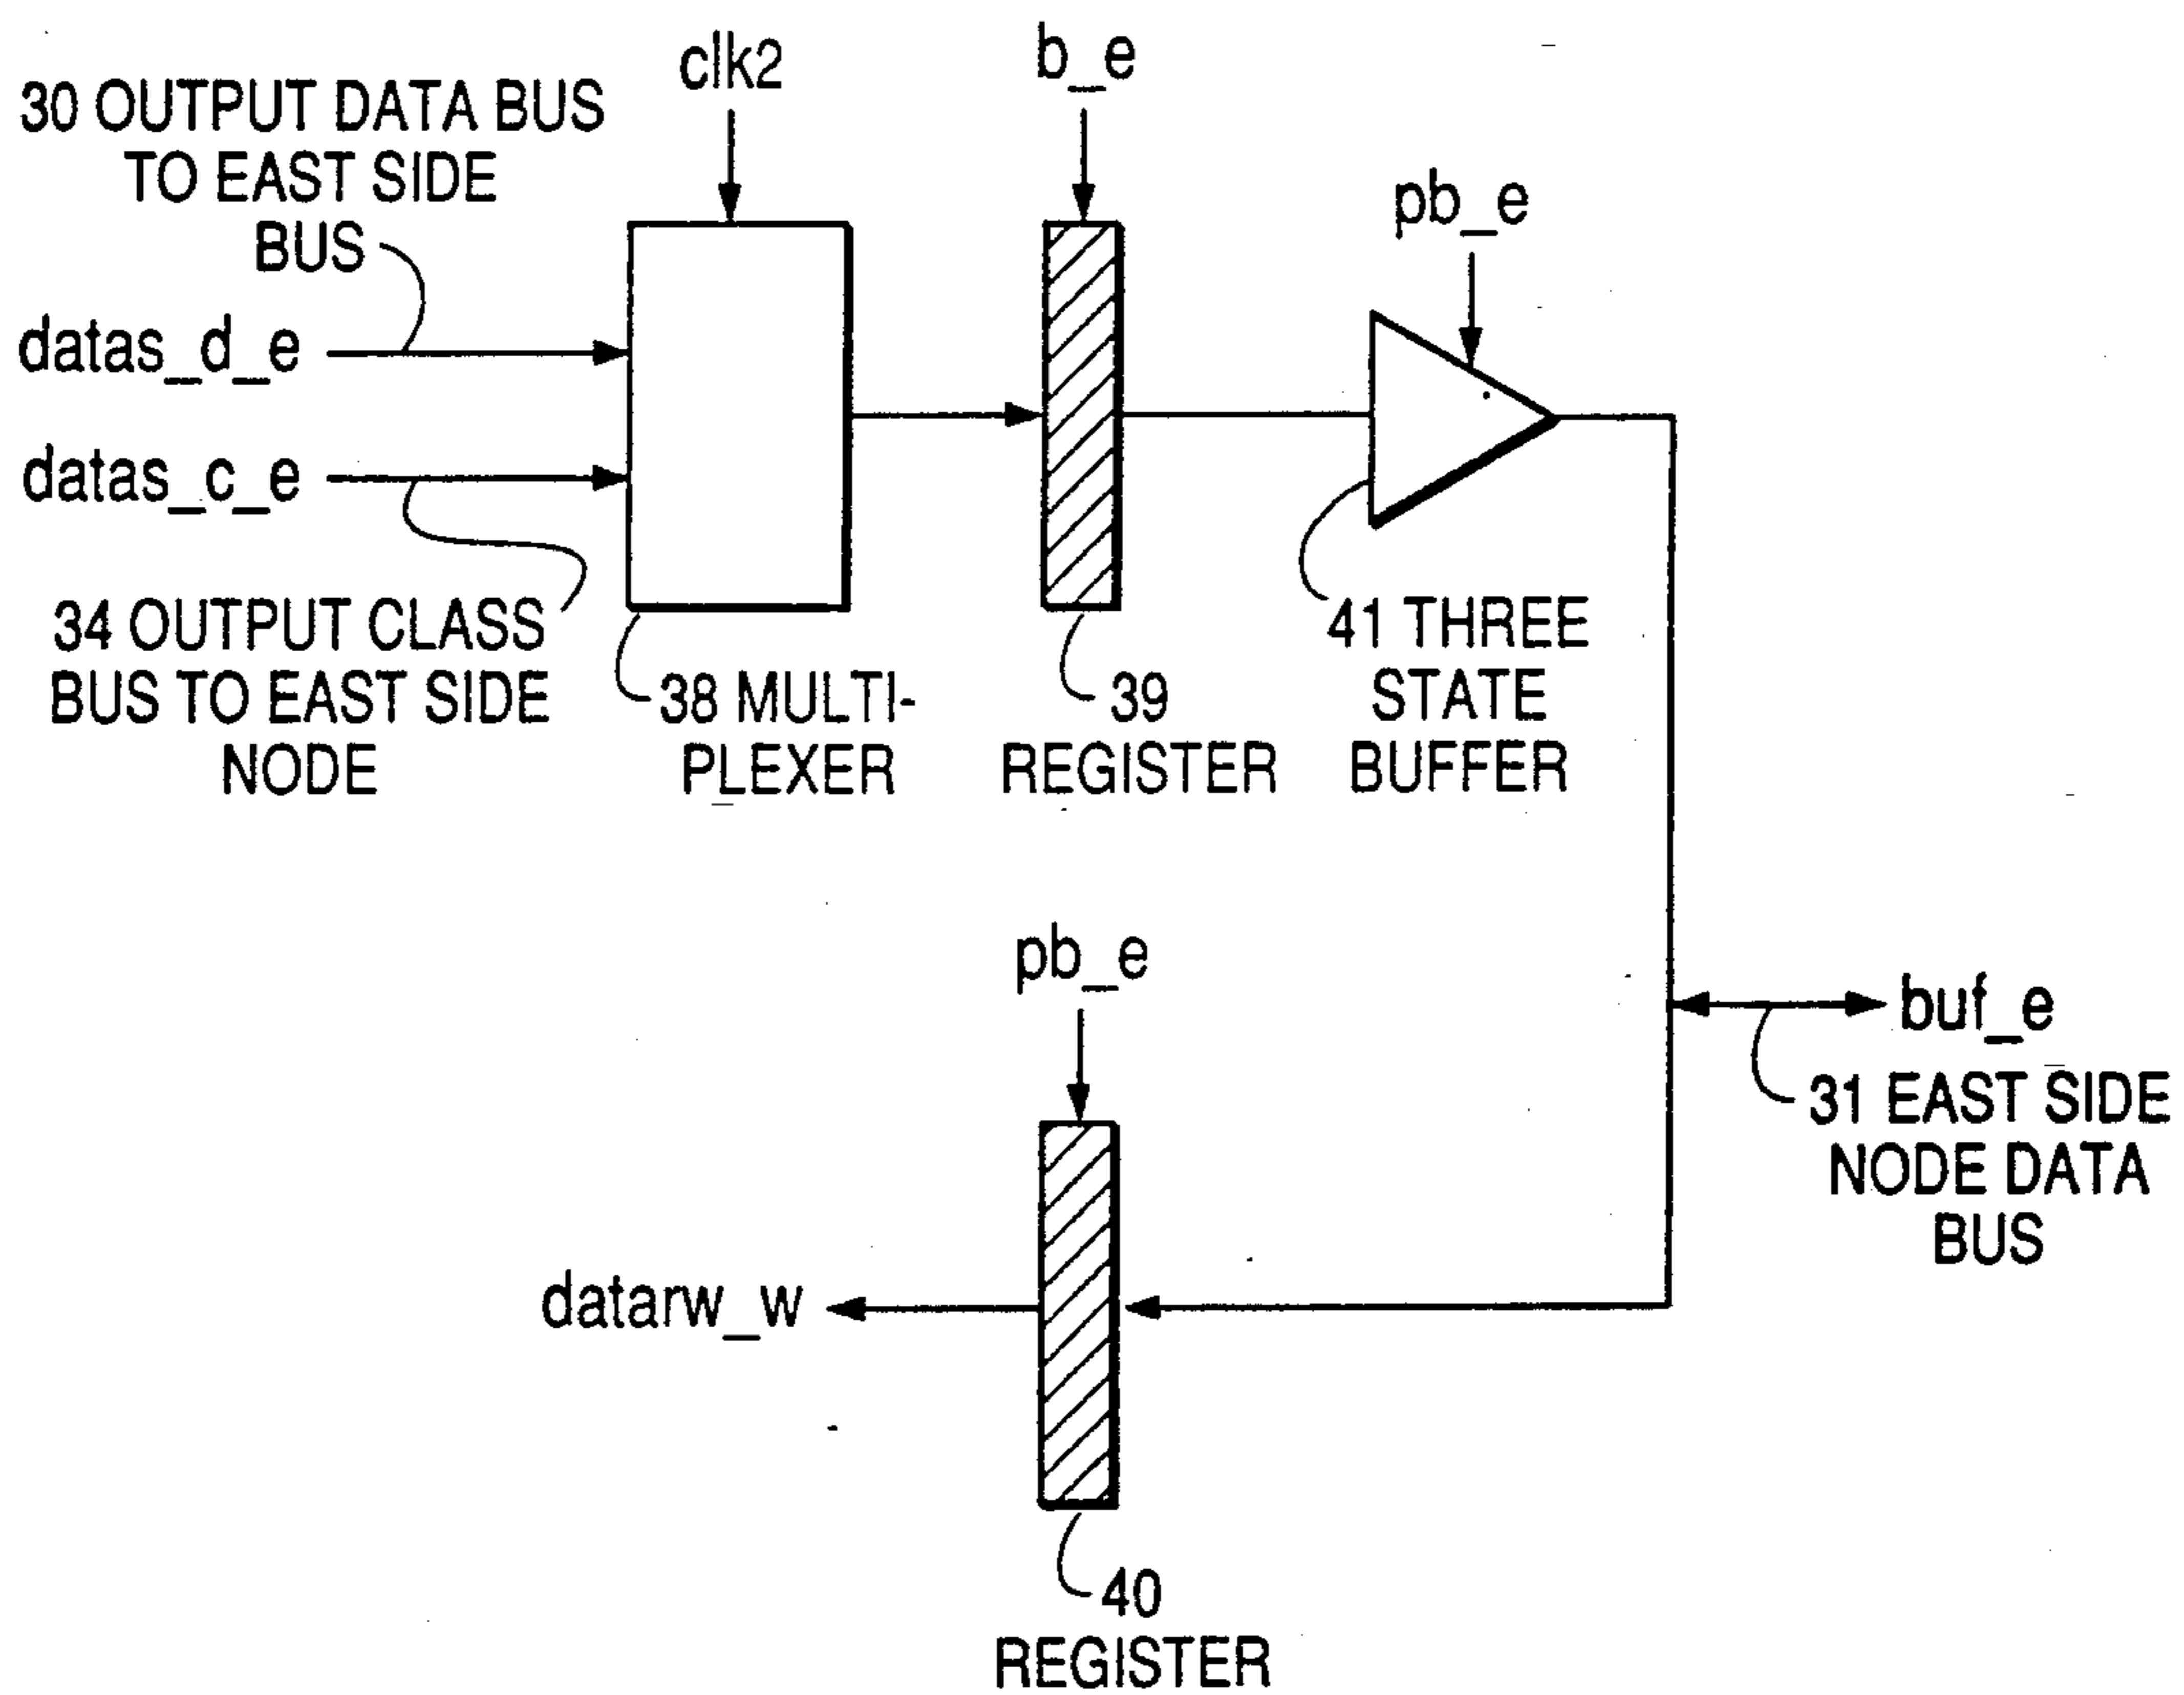 clk2
b_e
30 OUTPUT DATA BUS
TO EAST SIDE
BUS
pb_e
datas_d_e
datas_c_e
34 OUTPUT CLASS
BUS TO EAST SIDE
NODE
38 MULTI-
PLEXER
39
REGISTER
41 THREE
STATE
BUFFER
pb_e
buf_e
31 EAST SIDE
NODE DATA
BUS
datarw_w
40
REGISTER